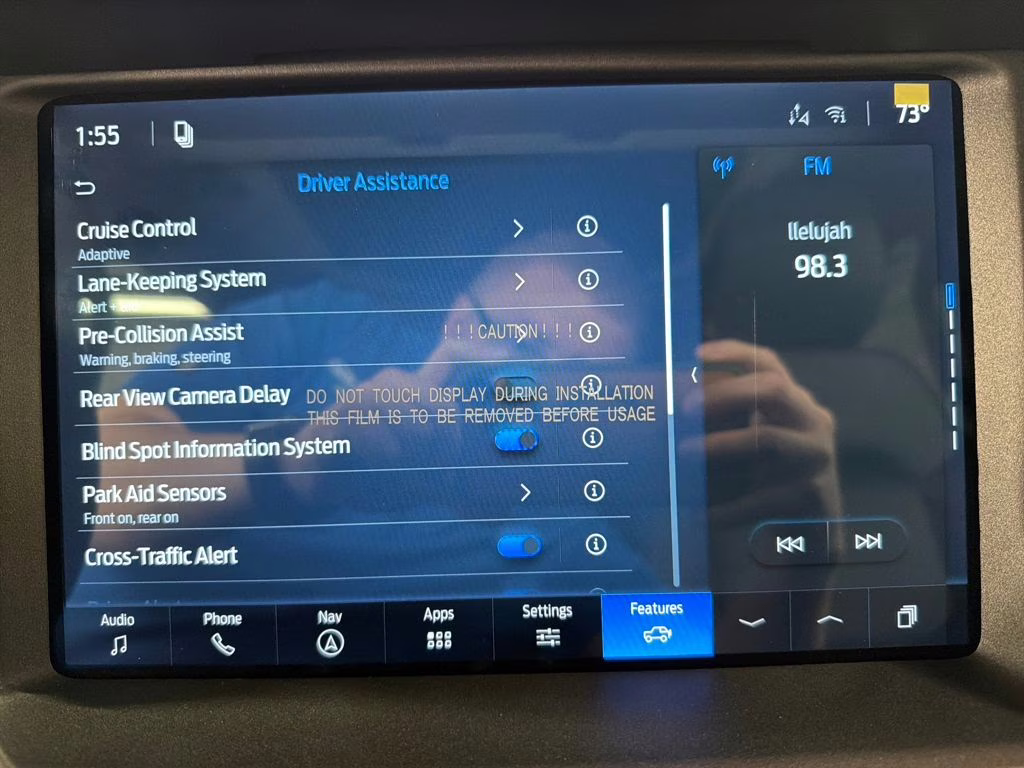 1:55
73°
Driver Assistance
FM
Cruise Control
Adaptive
llelujah
98.3
Lane-Keeping System
Alert +
Pre-Collision Assist
Warning, braking, steering
!!!CAUTION!!!
Rear View Camera Delay
DO NOT TOUCH DISPLAY DURING INSTALLATION
THIS FILM IS TO BE REMOVED BEFORE USAGE
Blind Spot Information System
Park Aid Sensors
Front on, rear on
Cross-Traffic Alert
Audio
Phone
Nav
Apps
Settings
Features